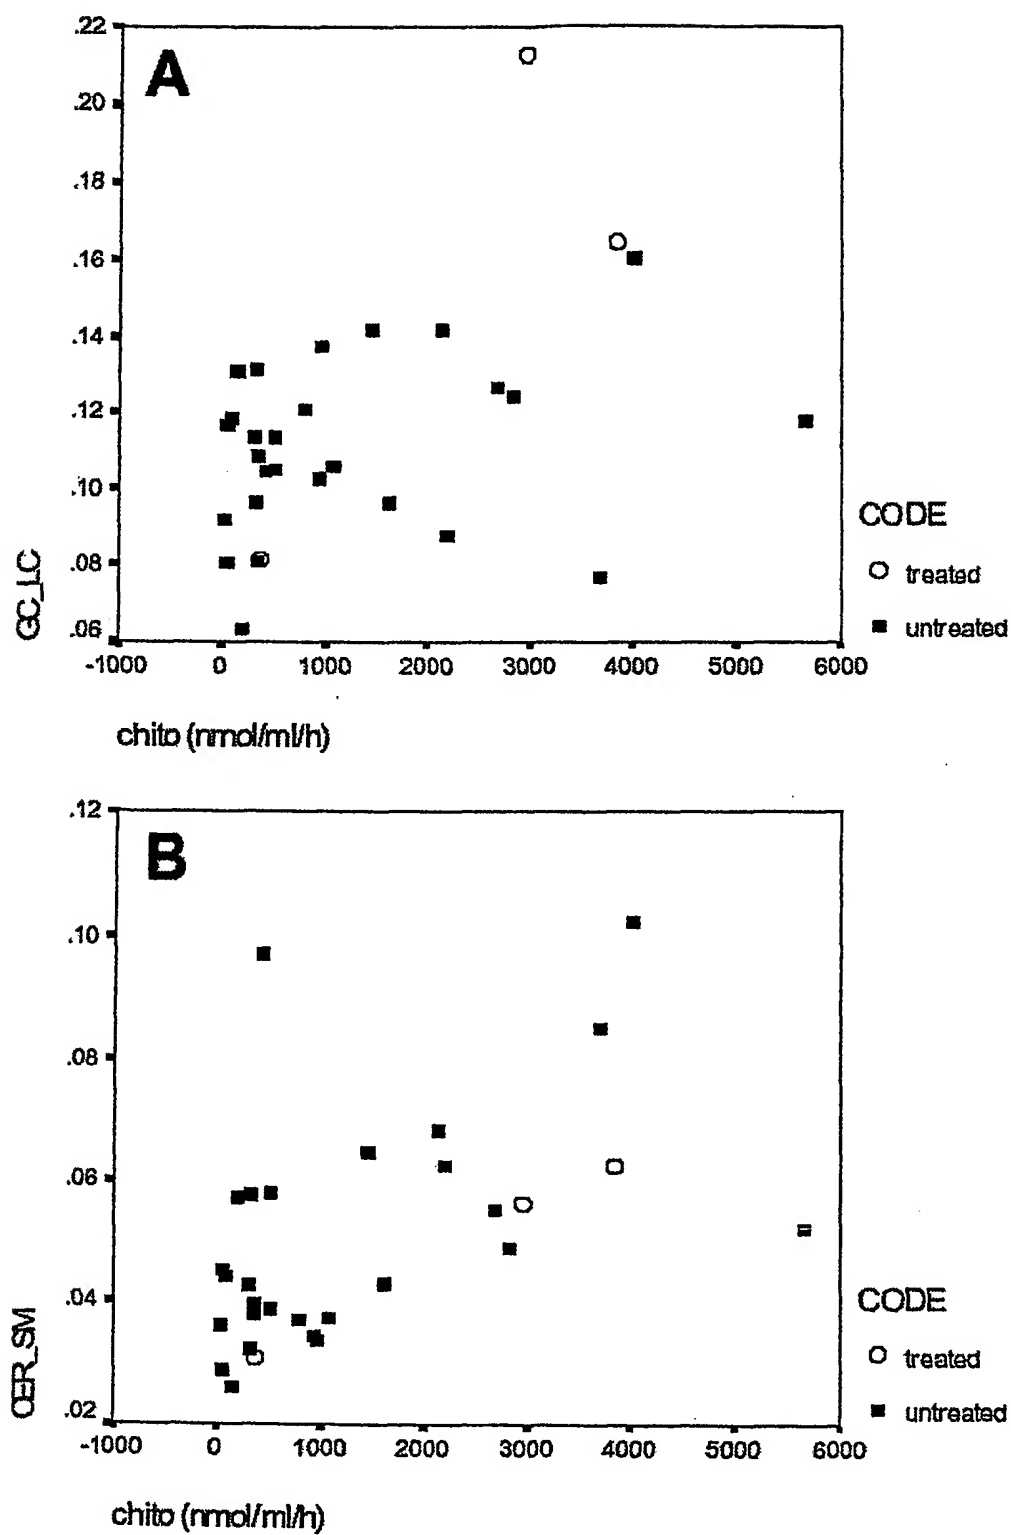 .22
A
.20
.18
.16
.14
.12
.10
.08
.06
GC_LC
-1000 0 1000 2000 3000 4000 5000 6000
chito (nmol/ml/h)
CODE
treated
untreated
.12
B
.10
.08
.06
.04
.02
CER_SM
-1000 0 1000 2000 3000 4000 5000 6000
chito (nmol/ml/h)
CODE
treated
untreated